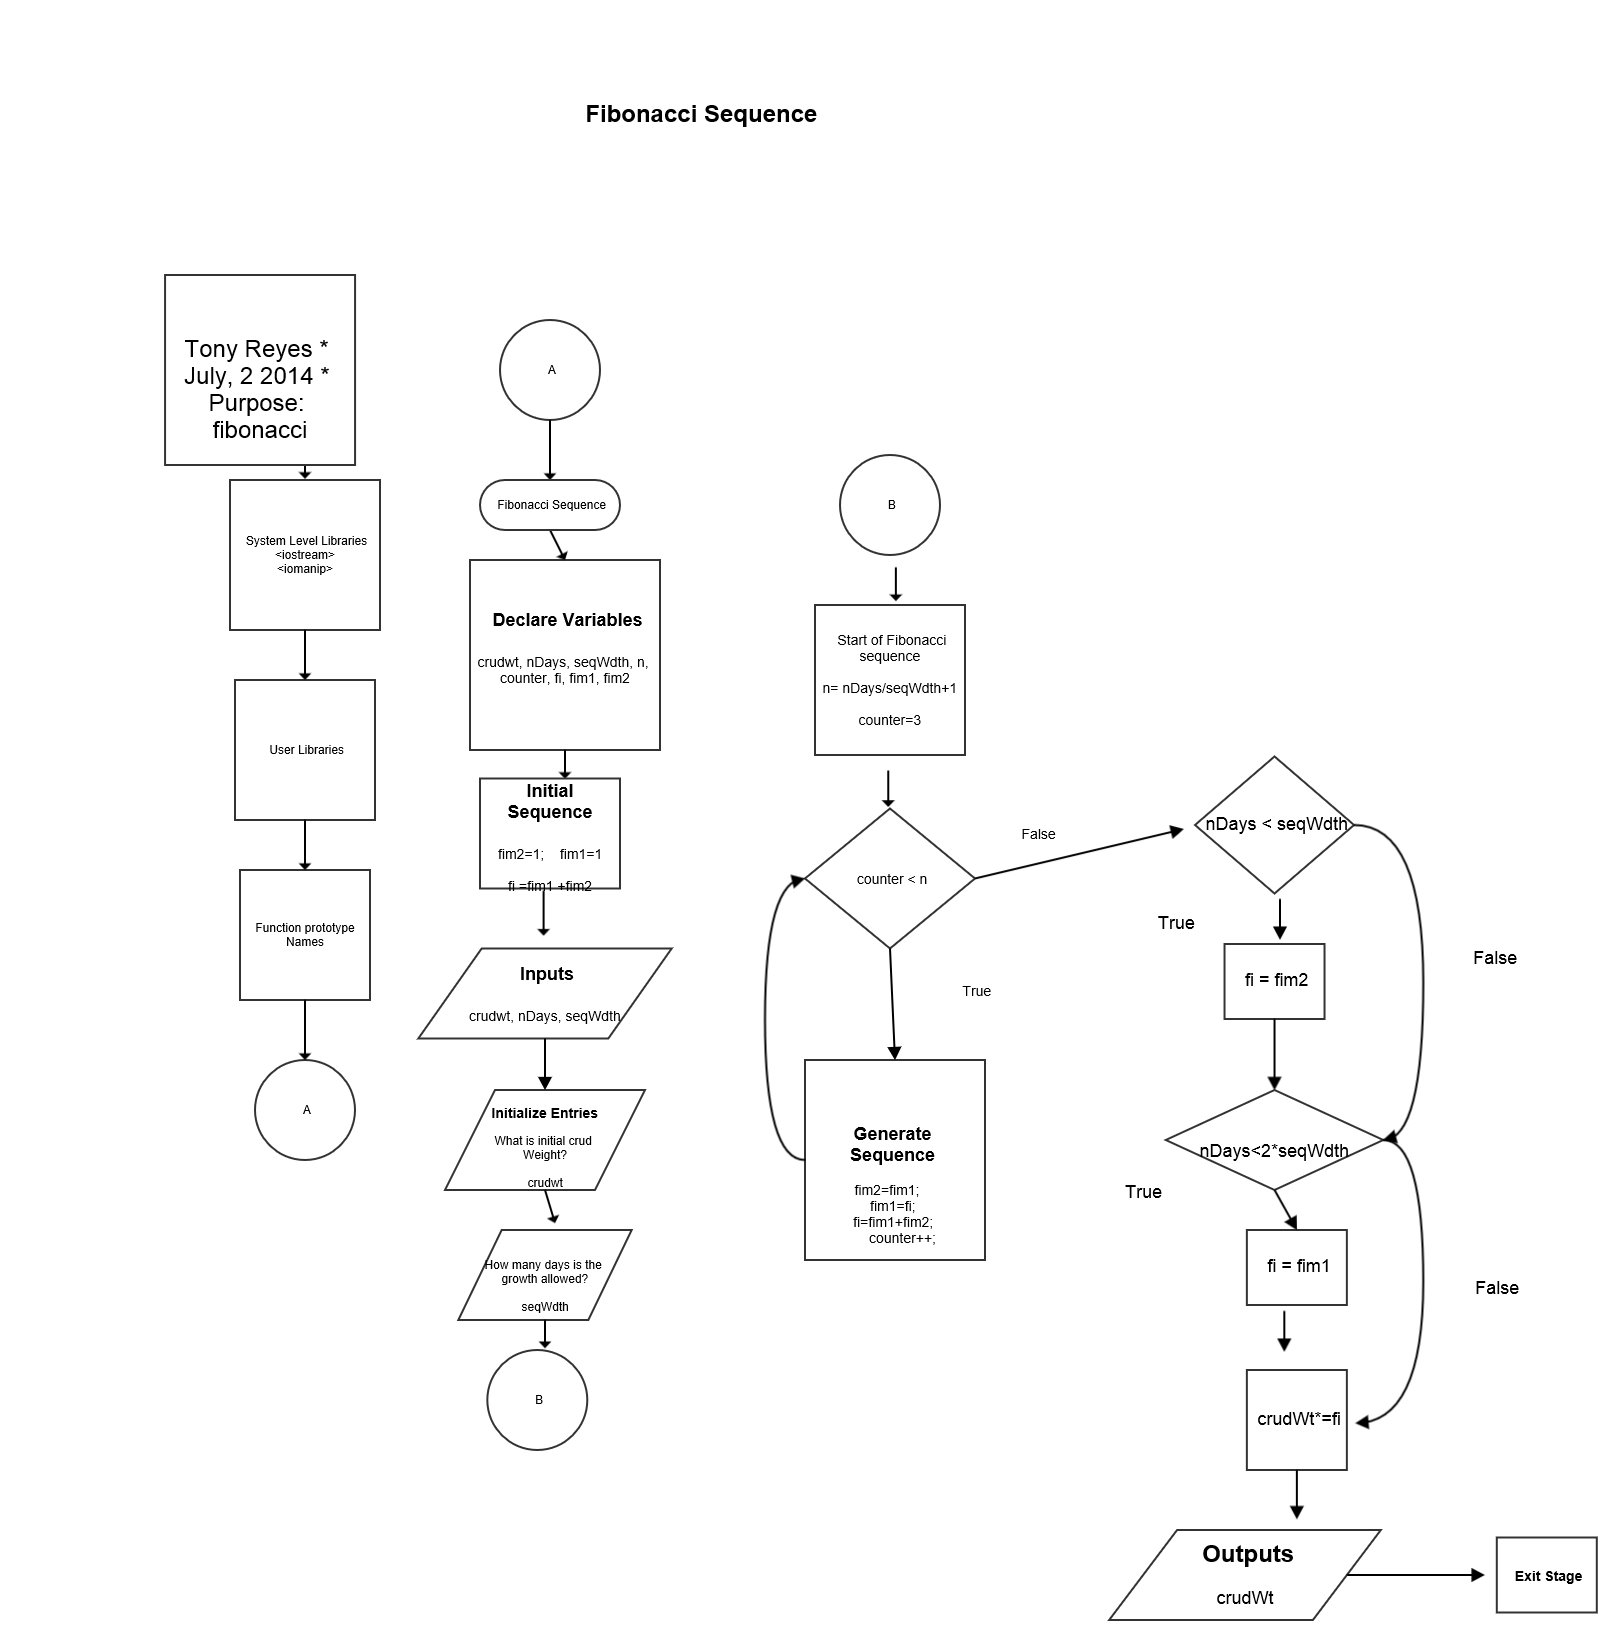 Fibonacci Sequence
Tony Reyes *
July, 2 2014 *
Purpose:
fibonacci
System Level Libraries
<iostream>
<iomanip>
User Libraries
Function prototype
Names
A
A
Fibonacci Sequence
Declare Variables
crudwt, nDays, seqWdth, n,
counter, fi, fim1, fim2
Initial
Sequence
fim2=1; fim1=1
fi =fim1 +fim2
Inputs
crudwt, nDays, seqWdth
Initialize Entries
What is initial crud
Weight?
crudwt
How many days is the
growth allowed?
seqWdth
B
B
Start of Fibonacci
sequence
n= nDays/seqWdth+1
counter=3
counter < n
False
True
Generate
Sequence
fim2=fim1;
fim1=fi;
fi=fim1+fim2;
counter++;
nDays < seqWdth
True
False
fi = fim2
nDays<2*seqWdth
True
False
fi = fim1
crudWt*=fi
Outputs
crudWt
Exit Stage